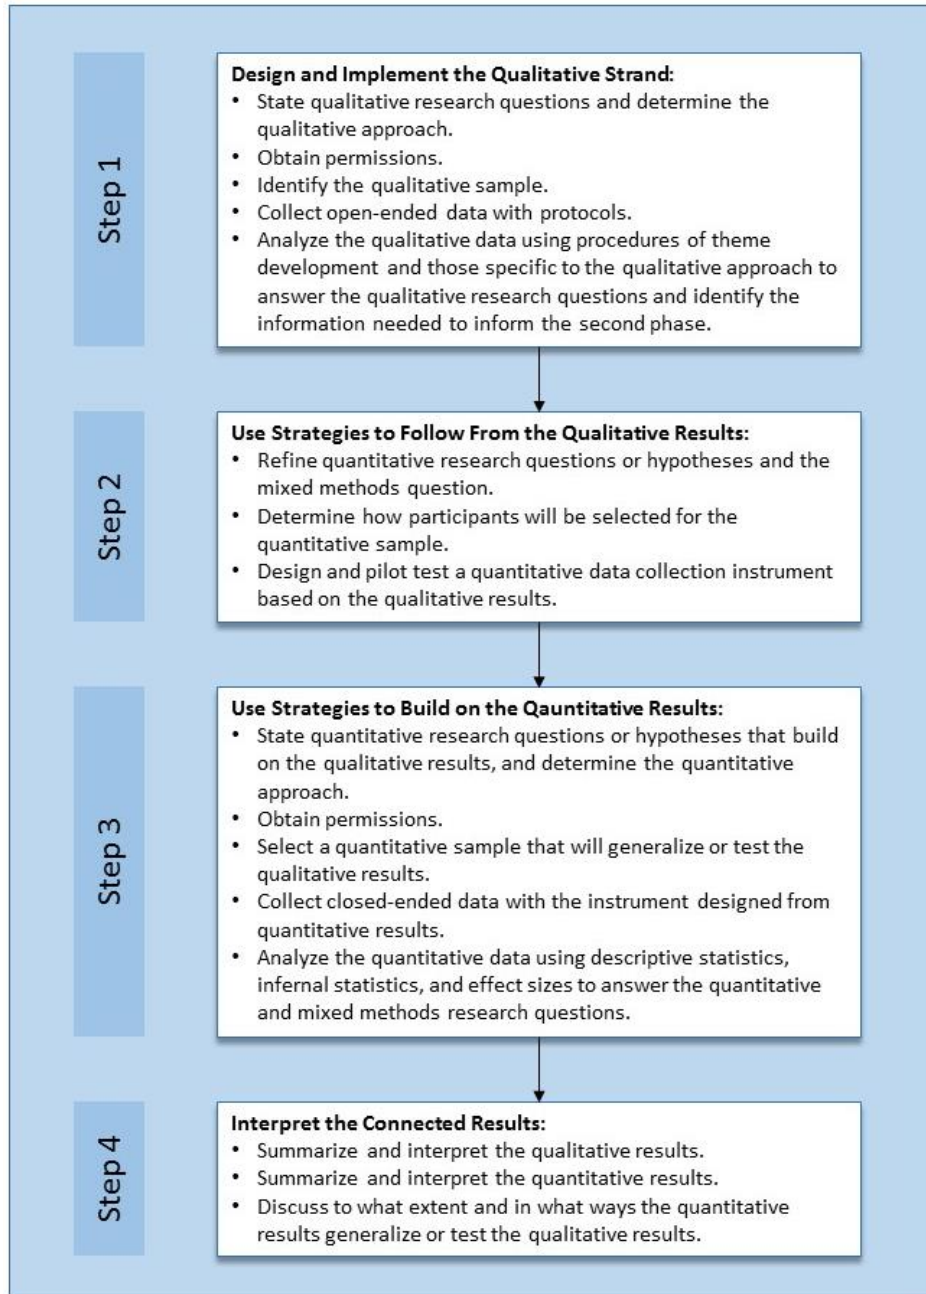 Step 1
Design and Implement the Qualitative Strand:
• State qualitative research questions and determine the
qualitative approach.
• Obtain permissions.
• Identify the qualitative sample.
• Collect open-ended data with protocols.
• Analyze the qualitative data using procedures of theme
development and those specific to the qualitative approach to
answer the qualitative research questions and identify the
information needed to inform the second phase.
Step 2
Use Strategies to Follow From the Qualitative Results:
• Refine quantitative research questions or hypotheses and the
mixed methods question.
• Determine how participants will be selected for the
quantitative sample.
• Design and pilot test a quantitative data collection instrument
based on the qualitative results.
Step 3
Use Strategies to Build on the Qauntitative Results:
• State quantitative research questions or hypotheses that build
on the qualitative results, and determine the quantitative
approach.
• Obtain permissions.
• Select a quantitative sample that will generalize or test the
qualitative results.
• Collect closed-ended data with the instrument designed from
quantitative results.
• Analyze the quantitative data using descriptive statistics,
infernal statistics, and effect sizes to answer the quantitative
and mixed methods research questions.
Step 4
Interpret the Connected Results:
• Summarize and interpret the qualitative results.
• Summarize and interpret the quantitative results.
• Discuss to what extent and in what ways the quantitative
results generalize or test the qualitative results.